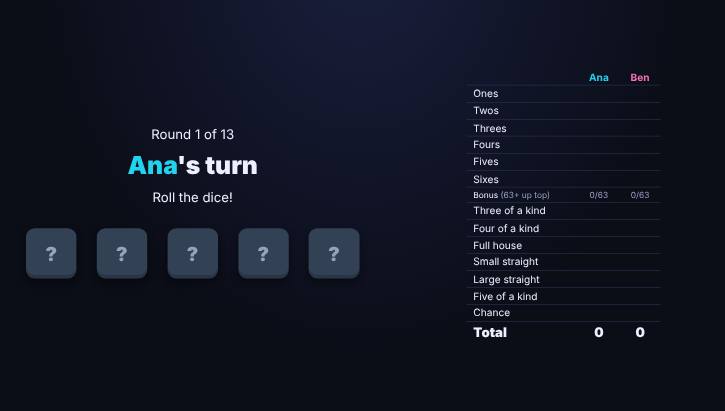 Round 1 of 13
Ana's turn
Roll the dice!
? ? ? ? ?
Ana Ben
Ones
Twos
Threes
Fours
Fives
Sixes
Bonus (63+ up top) 0/63 0/63
Three of a kind
Four of a kind
Full house
Small straight
Large straight
Five of a kind
Chance
Total 0 0